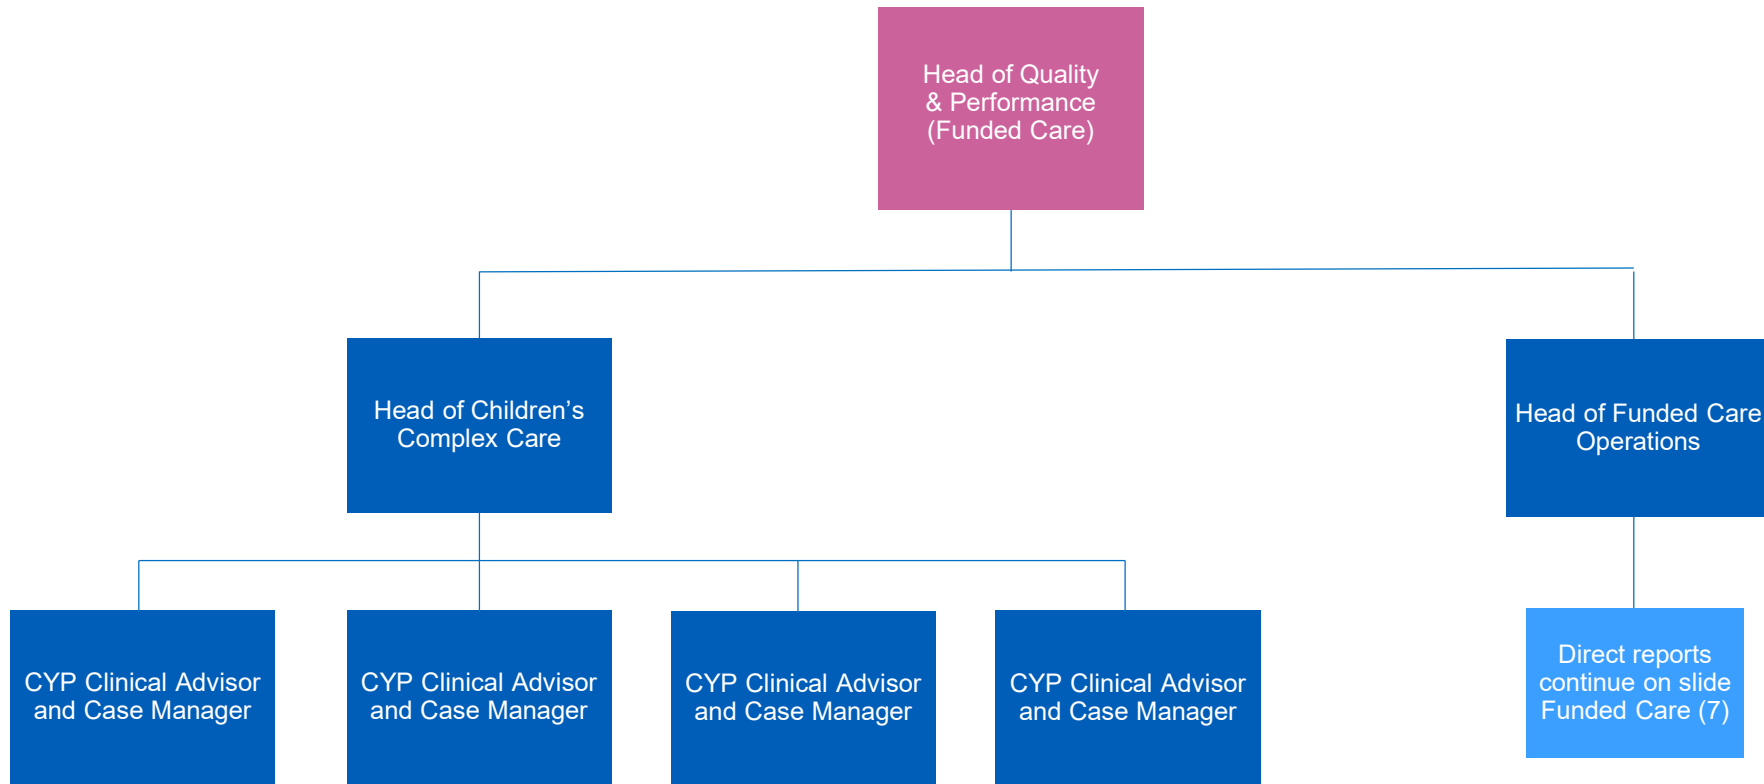 Head of Quality
& Performance
(Funded Care)
Head of Children’s
Complex Care
Head of Funded Care
Operations
CYP Clinical Advisor
and Case Manager
CYP Clinical Advisor
and Case Manager
CYP Clinical Advisor
and Case Manager
CYP Clinical Advisor
and Case Manager
Direct reports
continue on slide
Funded Care (7)